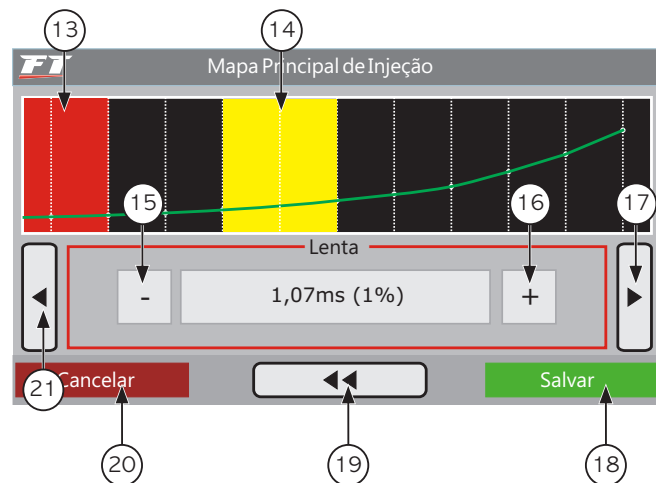 13
14
FT
Mapa Principal de Injeção
15
16
17
Lenta
-
1,07ms (1%)
+
Cancelar
Salvar
21
20
19
18